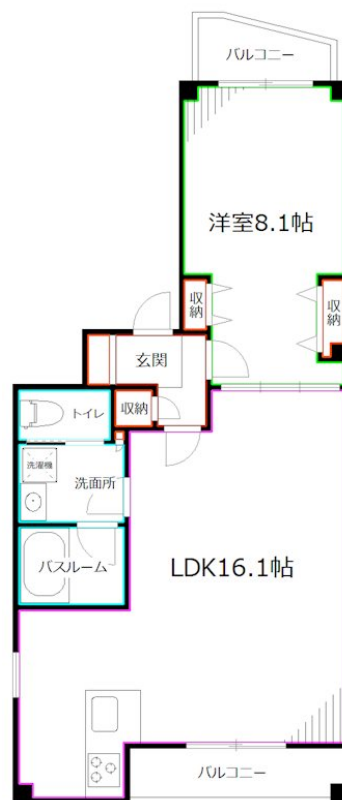 バルコニー
洋室8.1帖
収納
収納
玄関
収納
トイレ
洗濯機
洗面所
バスルーム
LDK16.1帖
バルコニー